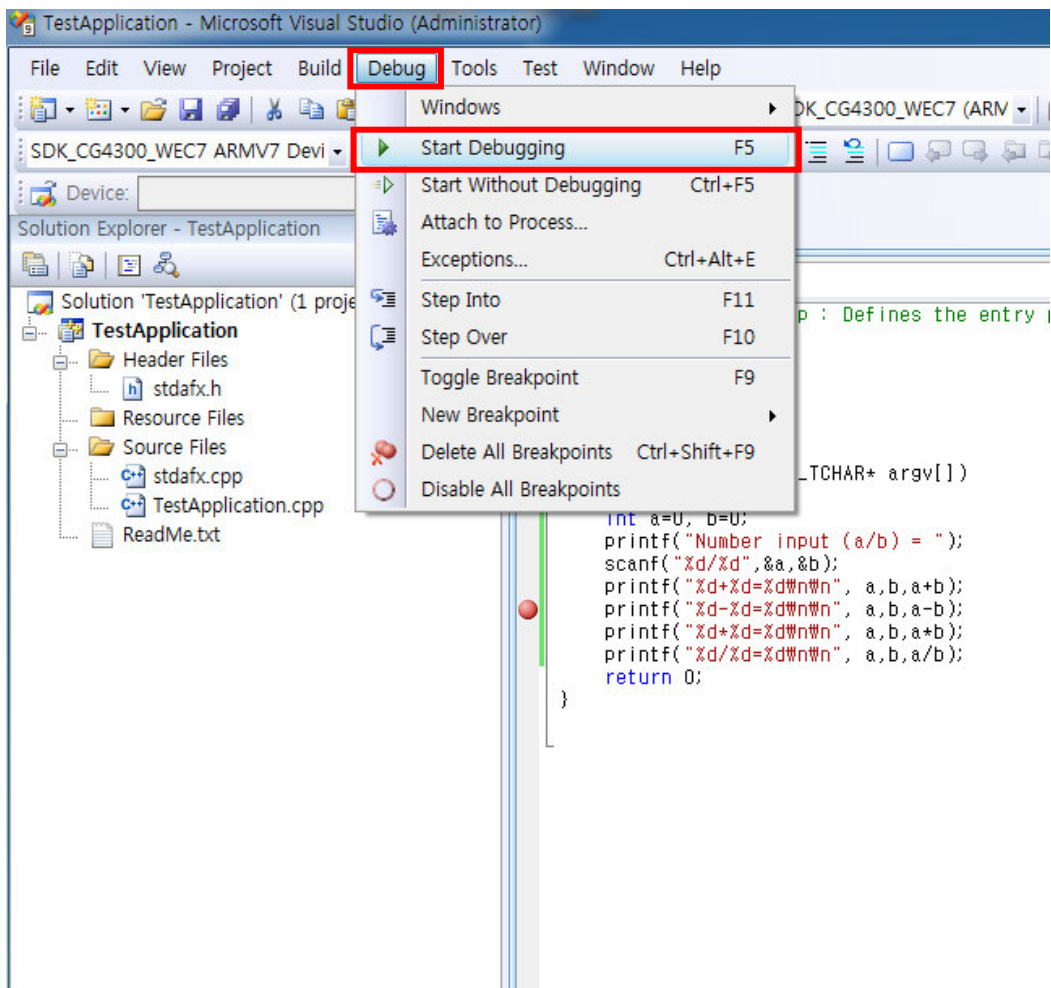 TestApplication - Microsoft Visual Studio (Administrator)
File Edit View Project Build Debug Tools Test Window Help
Windows
SDK_CG4300_WEC7 (ARM
SDK_CG4300_WEC7 ARMV7 Devi
Start Debugging F5
Device:
Start Without Debugging Ctrl+F5
Solution Explorer - TestApplication
Attach to Process...
Exceptions... Ctrl+Alt+E
Solution 'TestApplication' (1 proje
Step Into F11
p : Defines the entry
TestApplication
Step Over F10
Header Files
stdafx.h
Toggle Breakpoint F9
Resource Files
New Breakpoint
Source Files
Delete All Breakpoints Ctrl+Shift+F9
stdafx.cpp
_TCHAR* argv[])
Disable All Breakpoints
TestApplication.cpp
int a=0, b=0;
ReadMe.txt
printf("Number input (a/b) = ");
scanf("%d/%d",&a,&b);
printf("%d+%d=%d₩n₩n", a,b,a+b);
printf("%d-%d=%d₩n₩n", a,b,a-b);
printf("%d*%d=%d₩n₩n", a,b,a*b);
printf("%d/%d=%d₩n₩n", a,b,a/b);
return 0;
}